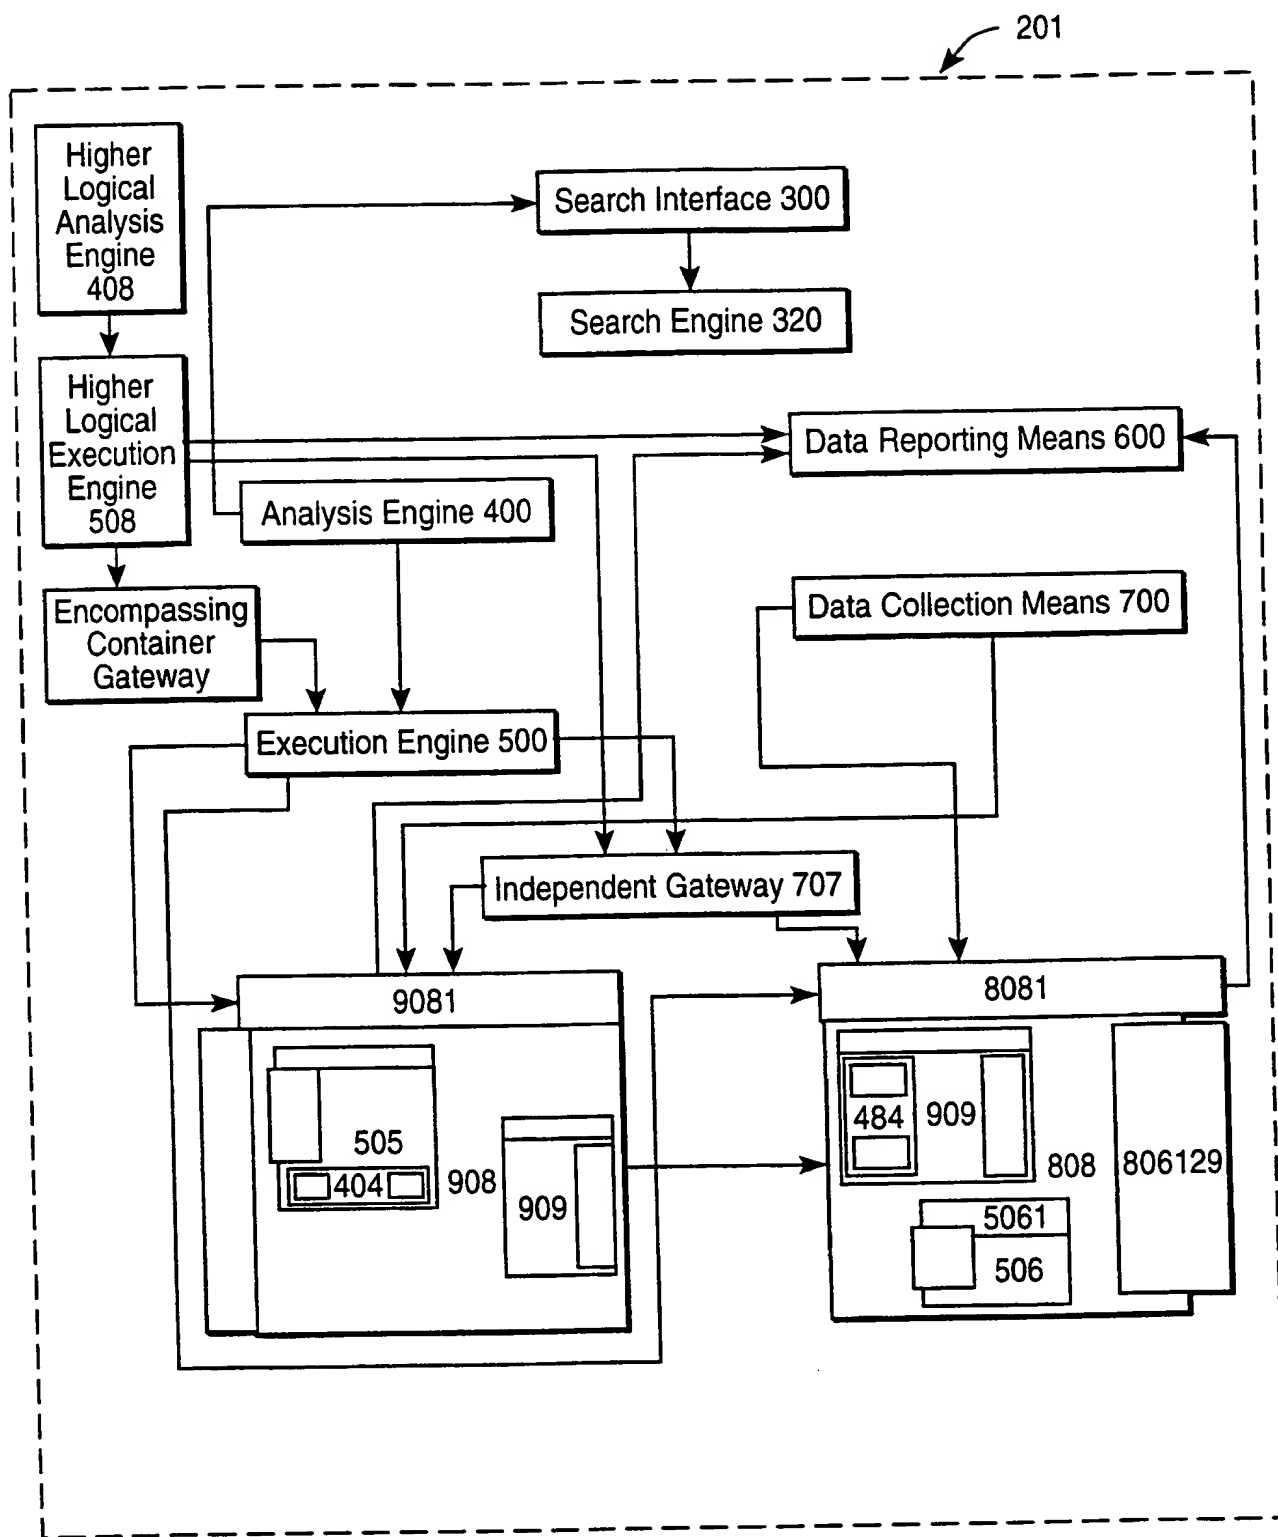 201
Higher
Logical
Analysis
Engine
408
Search Interface 300
Search Engine 320
Higher
Logical
Execution
Engine
508
Data Reporting Means 600
Analysis Engine 400
Data Collection Means 700
Encompassing
Container
Gateway
Execution Engine 500
Independent Gateway 707
9081
8081
505
404
908
909
484
909
808
806129
5061
506